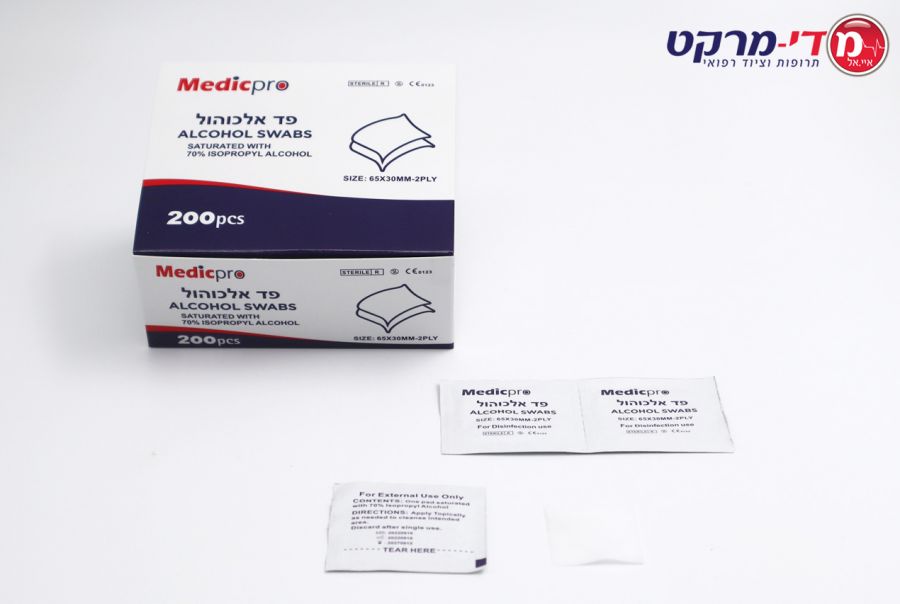 די-מרקט
מ
איי.אל
תרופות וציוד רפואי
Medicpro
STERILE R
CE0123
פד אלכוהול
ALCOHOL SWABS
SATURATED WITH
70% ISOPROPYL ALCOHOL
SIZE: 65X30MM-2PLY
200pcs
Medicpro
STERILE R
CE0123
פד אלכוהול
ALCOHOL SWABS
SATURATED WITH
70% ISOPROPYL ALCOHOL
SIZE: 65X30MM-2PLY
200pcs
Medicpro
פד אלכוהול
ALCOHOL SWABS
SIZE: 65X30MM-2PLY
For Disinfection use
STERILE R CE0123
Medicpro
פד אלכוהול
ALCOHOL SWABS
SIZE: 65X30MM-2PLY
For Disinfection use
STERILE R CE0123
For External Use Only
CONTENTS: One pad saturated
with 70% Isopropyl Alcohol
DIRECTIONS: Apply Topically
as needed to cleanse intended
area.
Discard after single use.
TEAR HERE